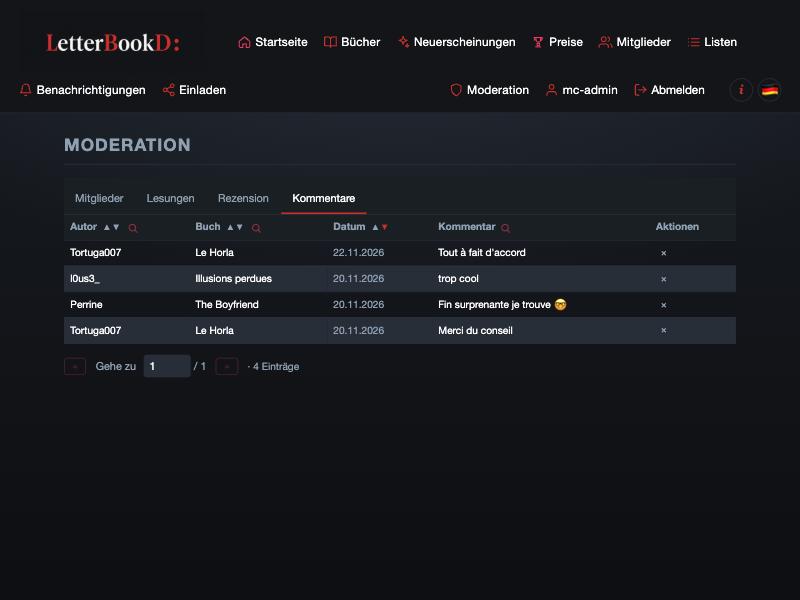 LetterBookD:
Startseite Bücher Neuerscheinungen Preise Mitglieder Listen
Benachrichtigungen Einladen Moderation mc-admin Abmelden i
MODERATION
Mitglieder Lesungen Rezension Kommentare
Autor ▲▼ Buch ▲▼ Datum ▲▼ Kommentar Aktionen
Tortuga007 Le Horla 22.11.2026 Tout à fait d'accord ×
l0us3_ Illusions perdues 20.11.2026 trop cool ×
Perrine The Boyfriend 20.11.2026 Fin surprenante je trouve 🤓 ×
Tortuga007 Le Horla 20.11.2026 Merci du conseil ×
Gehe zu 1 / 1 · 4 Einträge